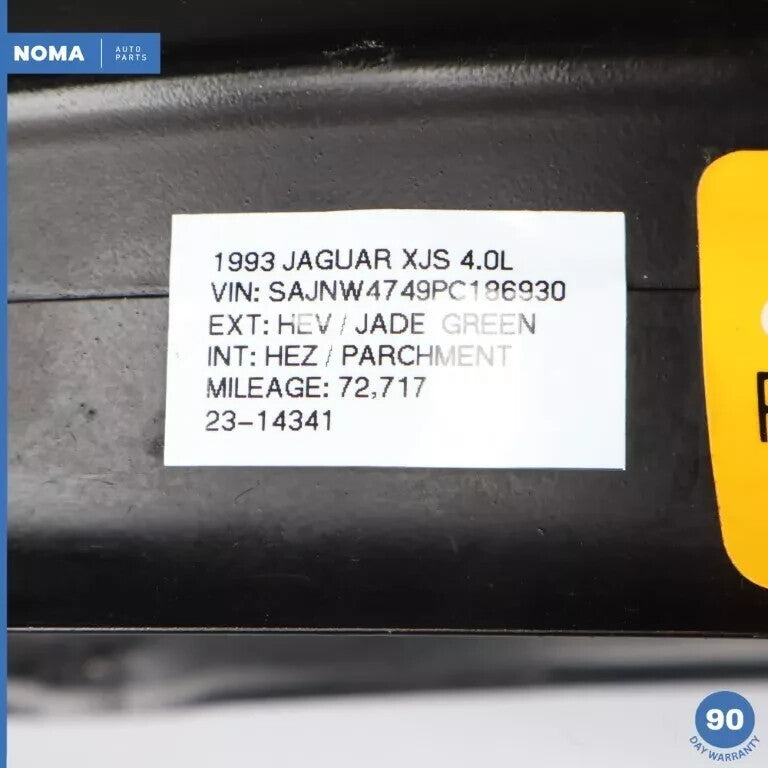 NOMA AUTO PARTS
1993 JAGUAR XJS 4.0L
VIN: SAJNW4749PC186930
EXT: HEV / JADE GREEN
INT: HEZ / PARCHMENT
MILEAGE: 72,717
23-14341
90
DAY WARRANTY